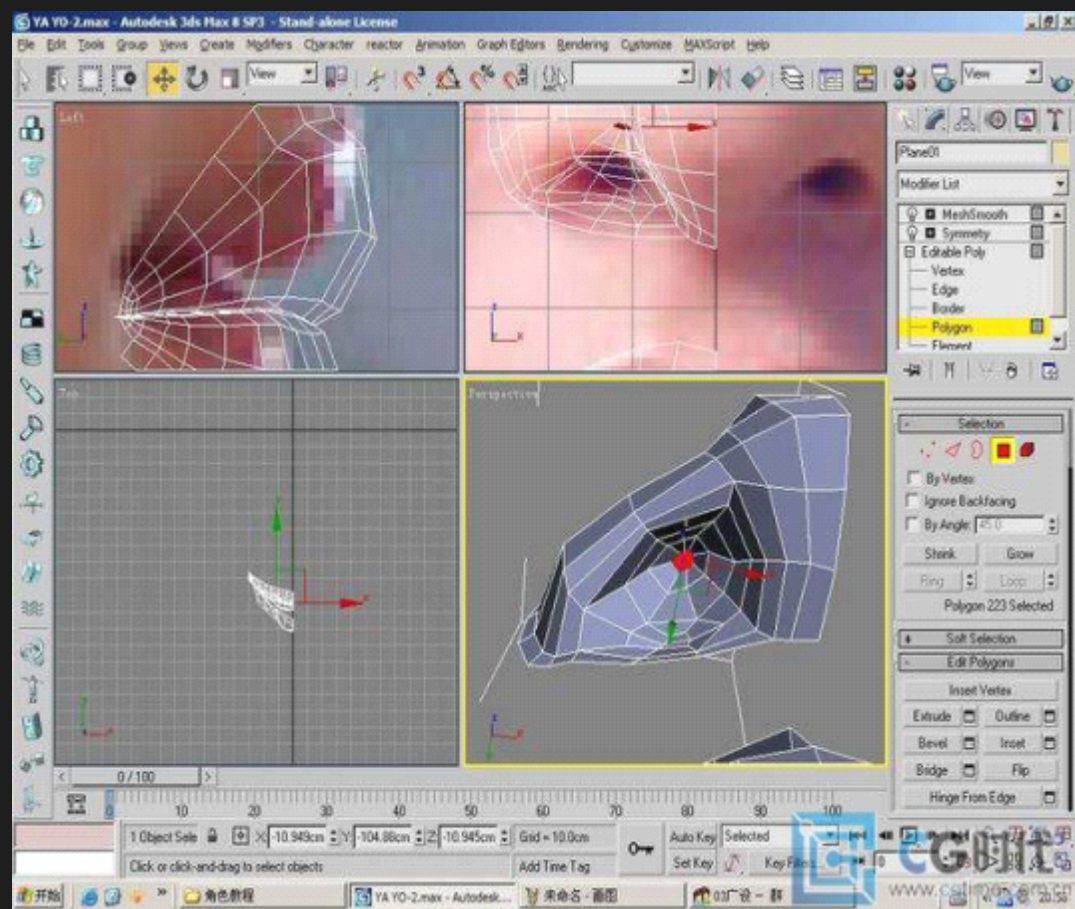 YA YO-2.max - Autodesk 3ds Max 8 SP3 - Stand-alone License
File Edit Tools Group Views Create Modifiers Character reactor Animation Graph Editors Rendering Customize MAXScript Help
View
View
Left
Top
Perspective
Plane01
Modifier List
MeshSmooth
Symmetry
Editable Poly
Vertex
Edge
Border
Polygon
Element
Selection
By Vertex
Ignore Backfacing
By Angle: 45.0
Shrink Grow
Ring Loop
Polygon 223 Selected
Soft Selection
Edit Polygons
Insert Vertex
Extrude Outline
Bevel Inset
Bridge Flip
Hinge From Edge
0 / 100
10 20 30 40 50 60 70 80 90 100
1 Object Sele X: -10.949cm Y: -104.86cm Z: -10.945cm Grid = 10.0cm
Auto Key Selected
Click or click-and-drag to select objects Add Time Tag
Set Key
0
CG时代
开始 角色教程 YA YO-2.max - Autodesk... 未命名 - 画图
20:50